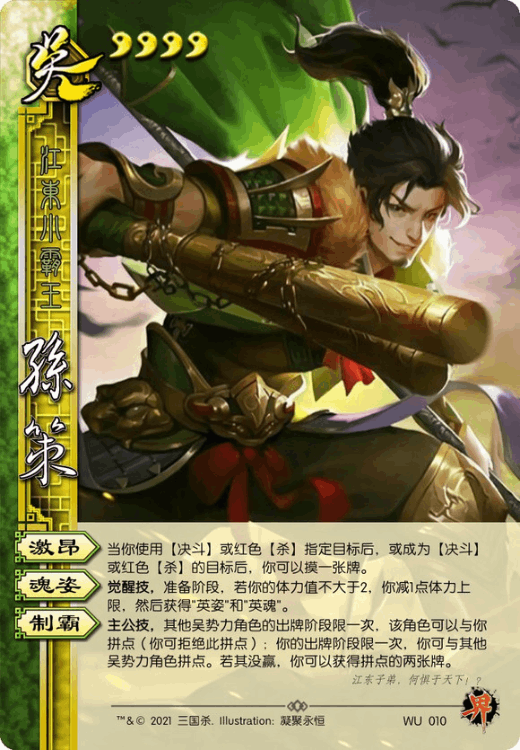 吴
江東小霸王
孫策
激昂
当你使用【决斗】或红色【杀】指定目标后，或成为【决斗】
或红色【杀】的目标后，你可以摸一张牌。
魂姿
觉醒技，准备阶段，若你的体力值不大于2，你减1点体力上
限，然后获得"英姿"和"英魂"。
制霸
主公技，其他吴势力角色的出牌阶段限一次，该角色可以与你
拼点（你可拒绝此拼点）；你的出牌阶段限一次，你可与其他
吴势力角色拼点。若其没赢，你可以获得拼点的两张牌。
江东子弟，何惧于天下！？
™&© 2021 三国杀. Illustration: 凝聚永恒
WU 010
界